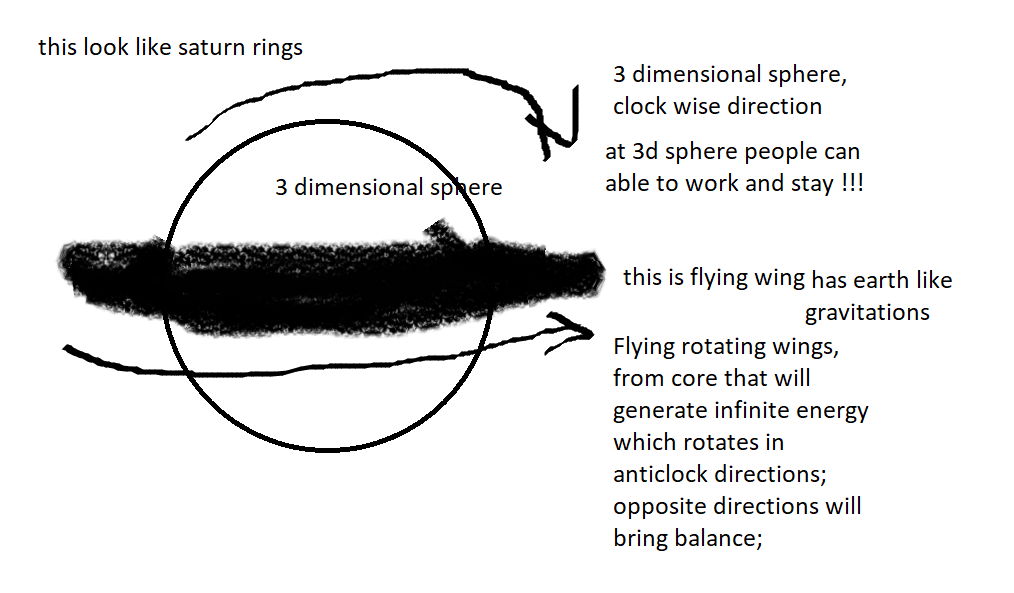 this look like saturn rings
3 dimensional sphere,
clock wise direction
at 3d sphere people can
able to work and stay !!!
3 dimensional sphere
this is flying wing has earth like
gravitations
Flying rotating wings,
from core that will
generate infinite energy
which rotates in
anticlock directions;
opposite directions will
bring balance;